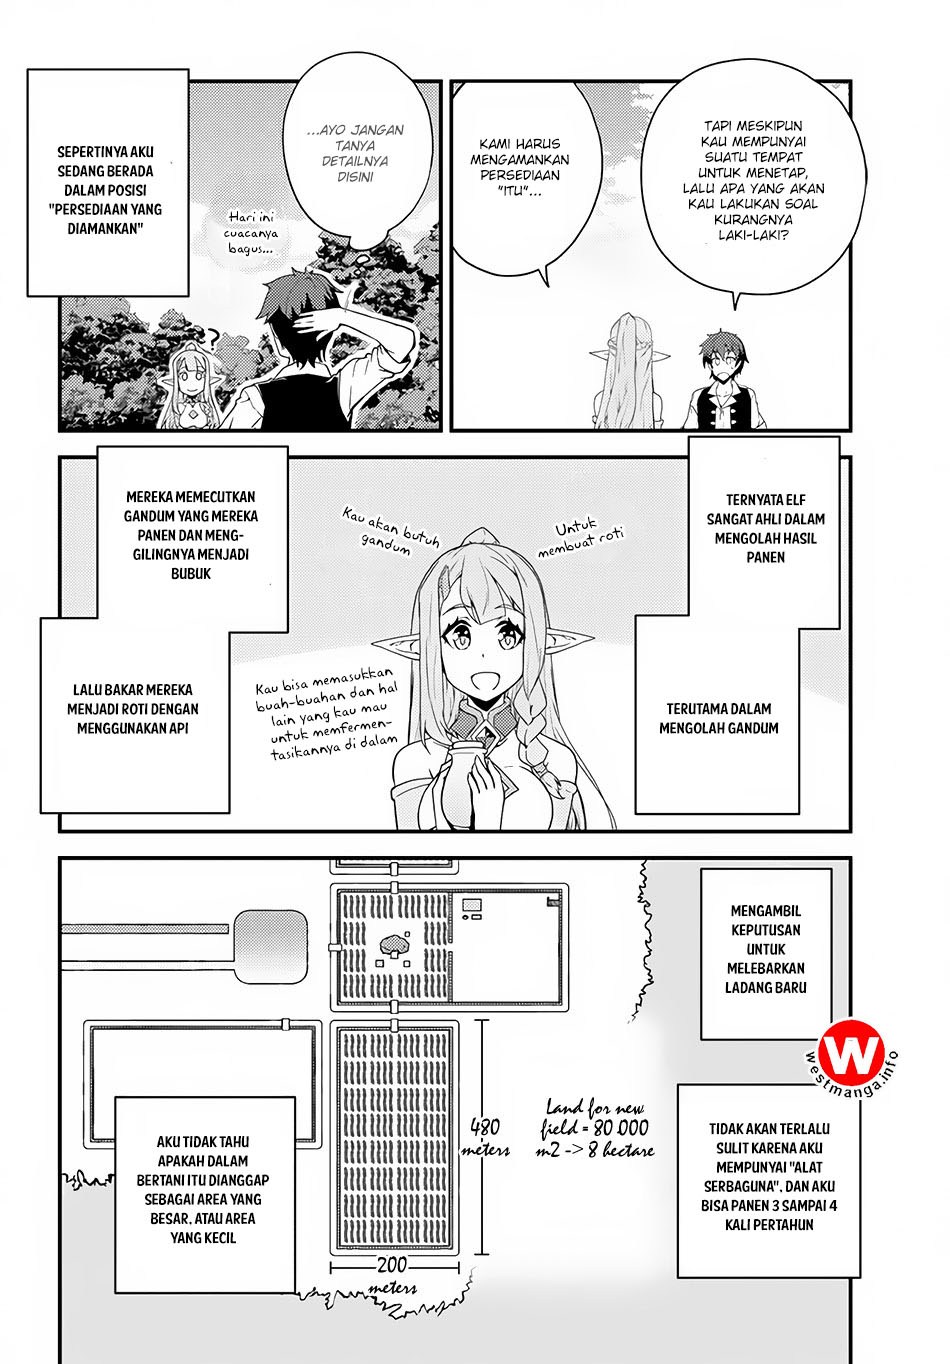 TAPI MESKIPUN
KAU MEMPUNYAI
SUATU TEMPAT
UNTUK MENETAP,
LALU APA YANG AKAN
KAU LAKUKAN SOAL
KURANGNYA
LAKI-LAKI?
KAMI HARUS
MENGAMANKAN
PERSEDIAAN
"ITU"...
...AYO JANGAN
TANYA
DETAILNYA
DISINI
Hari ini
cuacanya
bagus...
?
SEPERTINYA AKU
SEDANG BERADA
DALAM POSISI
"PERSEDIAAN YANG
DIAMANKAN"
TERNYATA ELF
SANGAT AHLI DALAM
MENGOLAH HASIL
PANEN
TERUTAMA DALAM
MENGOLAH GANDUM
Untuk
membuat roti
Kau akan butuh
gandum
Kau bisa memasukkan
buah-buahan dan hal
lain yang kau mau
untuk memfermen-
tasikannya di dalam
MEREKA MEMECUTKAN
GANDUM YANG MEREKA
PANEN DAN MENG-
GILINGNYA MENJADI
BUBUK
LALU BAKAR MEREKA
MENJADI ROTI DENGAN
MENGGUNAKAN API
MENGAMBIL
KEPUTUSAN
UNTUK
MELEBARKAN
LADANG BARU
W
westmanga.info
TIDAK AKAN TERLALU
SULIT KARENA AKU
MEMPUNYAI "ALAT
SERBAGUNA", DAN AKU
BISA PANEN 3 SAMPAI 4
KALI PERTAHUN
Land for new
field = 80.000
m2 -> 8 hectare
480
meters
200
meters
AKU TIDAK TAHU
APAKAH DALAM
BERTANI ITU DIANGGAP
SEBAGAI AREA YANG
BESAR, ATAU AREA
YANG KECIL